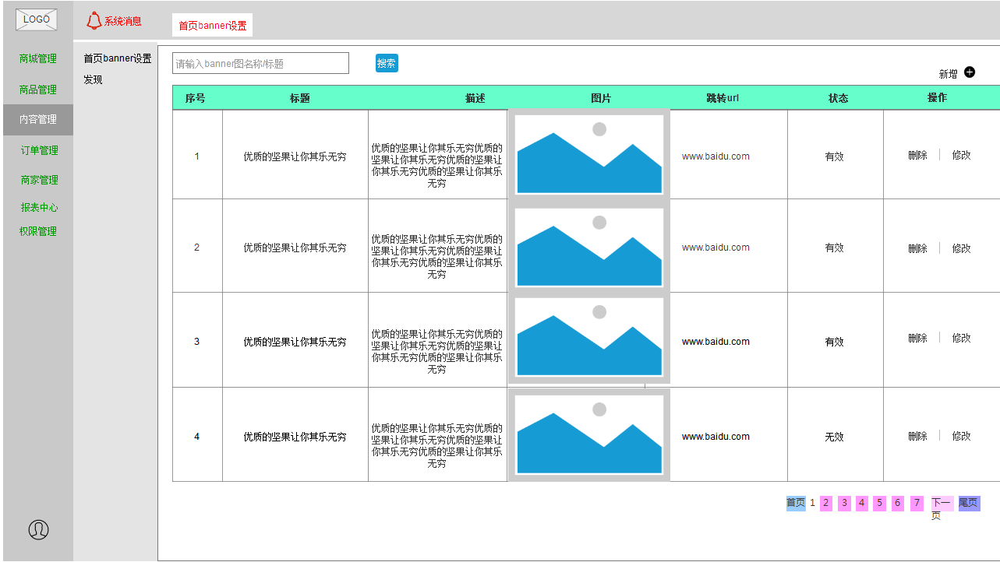 LOGO
系统消息
首页banner设置
商城管理
商品管理
内容管理
订单管理
商家管理
报表中心
权限管理
首页banner设置
发现
请输入banner图名称/标题
搜索
新增
序号 标题 描述 图片 跳转url 状态 操作
1 优质的坚果让你其乐无穷
优质的坚果让你其乐无穷优质的
坚果让你其乐无穷优质的坚果让
你其乐无穷优质的坚果让你其乐
无穷
www.baidu.com 有效 删除 修改
2 优质的坚果让你其乐无穷
优质的坚果让你其乐无穷优质的
坚果让你其乐无穷优质的坚果让
你其乐无穷优质的坚果让你其乐
无穷
www.baidu.com 有效 删除 修改
3 优质的坚果让你其乐无穷
优质的坚果让你其乐无穷优质的
坚果让你其乐无穷优质的坚果让
你其乐无穷优质的坚果让你其乐
无穷
www.baidu.com 有效 删除 修改
4 优质的坚果让你其乐无穷
优质的坚果让你其乐无穷优质的
坚果让你其乐无穷优质的坚果让
你其乐无穷优质的坚果让你其乐
无穷
www.baidu.com 无效 删除 修改
首页 1 2 3 4 5 6 7 下一 尾页
页